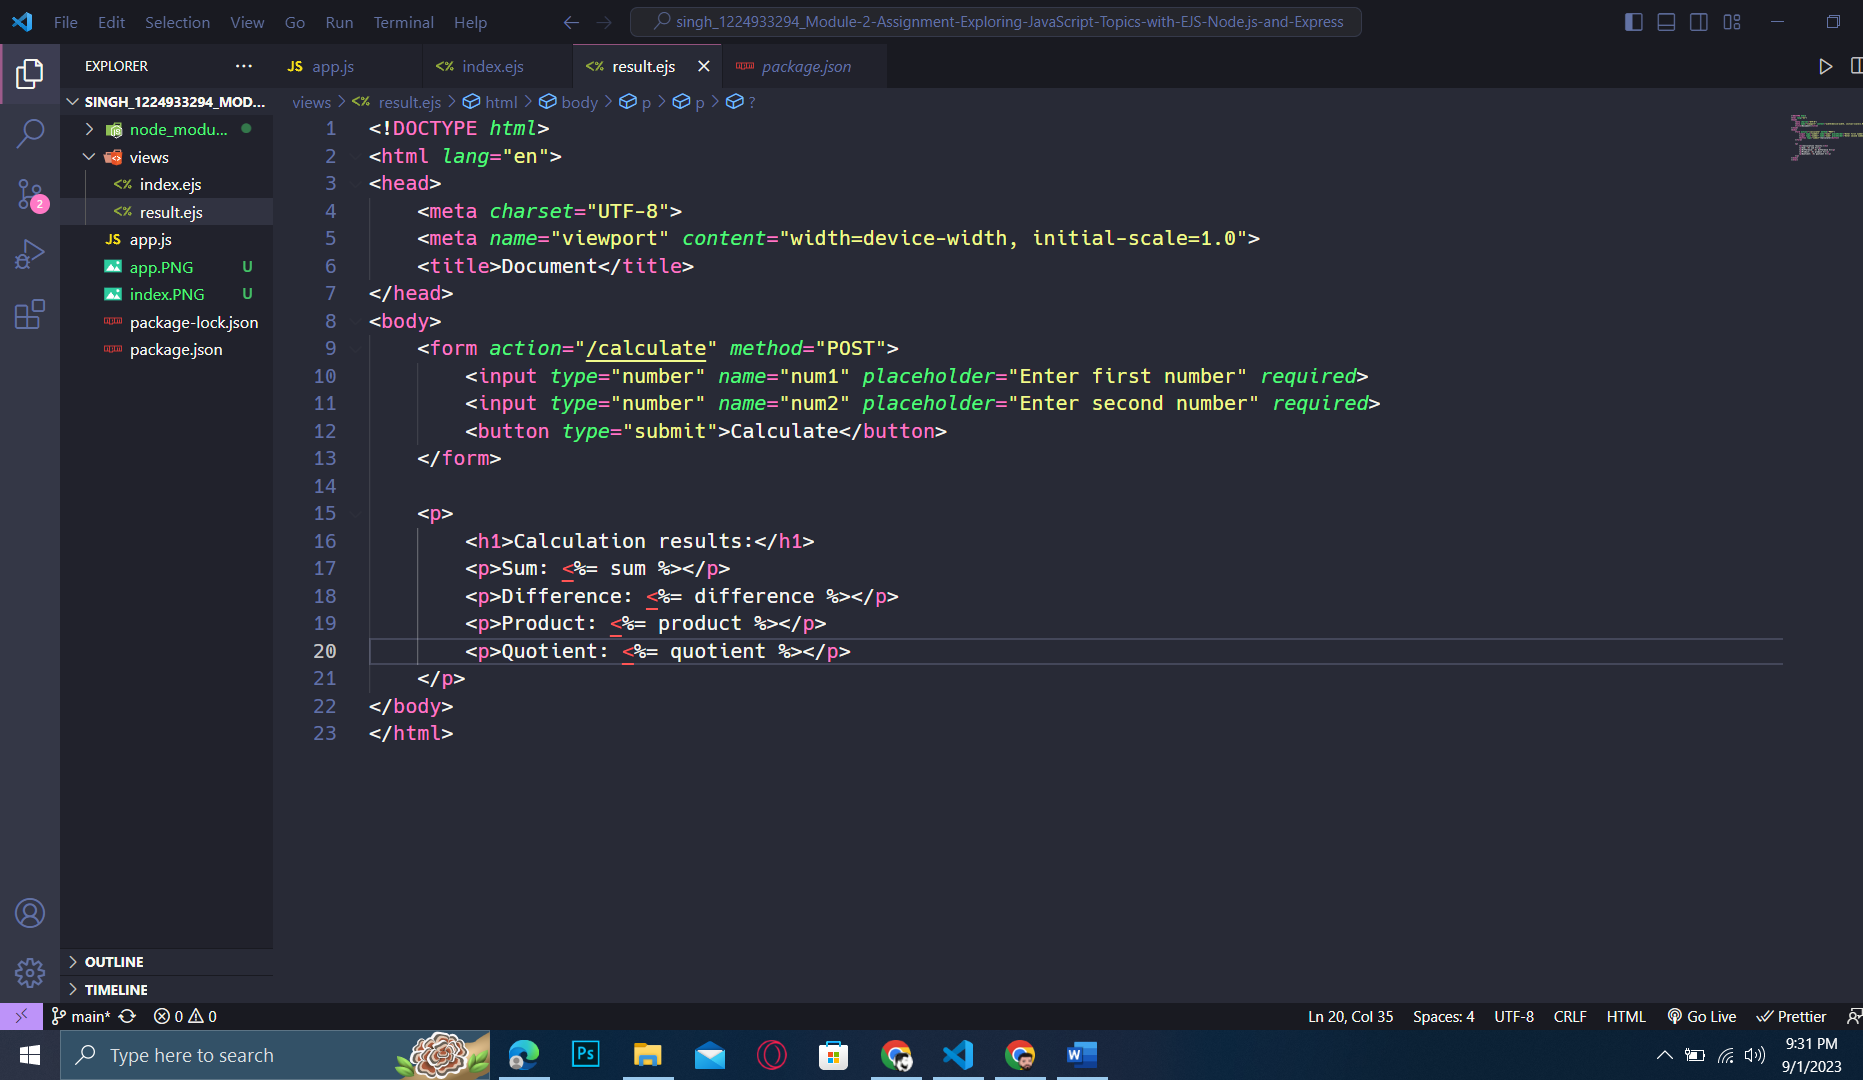 File Edit Selection View Go Run Terminal Help
singh_1224933294_Module-2-Assignment-Exploring-JavaScript-Topics-with-EJS-Node.js-and-Express
EXPLORER
JS app.js
<% index.ejs
<% result.ejs
package.json
SINGH_1224933294_MOD...
node_modu...
views
<% index.ejs
<% result.ejs
JS app.js
app.PNG U
index.PNG U
package-lock.json
package.json
2
views > <% result.ejs > html > body > p > p > ?
1 <!DOCTYPE html>
2 <html lang="en">
3 <head>
4 <meta charset="UTF-8">
5 <meta name="viewport" content="width=device-width, initial-scale=1.0">
6 <title>Document</title>
7 </head>
8 <body>
9 <form action="/calculate" method="POST">
10 <input type="number" name="num1" placeholder="Enter first number" required>
11 <input type="number" name="num2" placeholder="Enter second number" required>
12 <button type="submit">Calculate</button>
13 </form>
14
15 <p>
16 <h1>Calculation results:</h1>
17 <p>Sum: <%= sum %></p>
18 <p>Difference: <%= difference %></p>
19 <p>Product: <%= product %></p>
20 <p>Quotient: <%= quotient %></p>
21 </p>
22 </body>
23 </html>
OUTLINE
TIMELINE
main* 0 0
Ln 20, Col 35 Spaces: 4 UTF-8 CRLF HTML Go Live Prettier
Type here to search
Ps
W
9:31 PM
9/1/2023